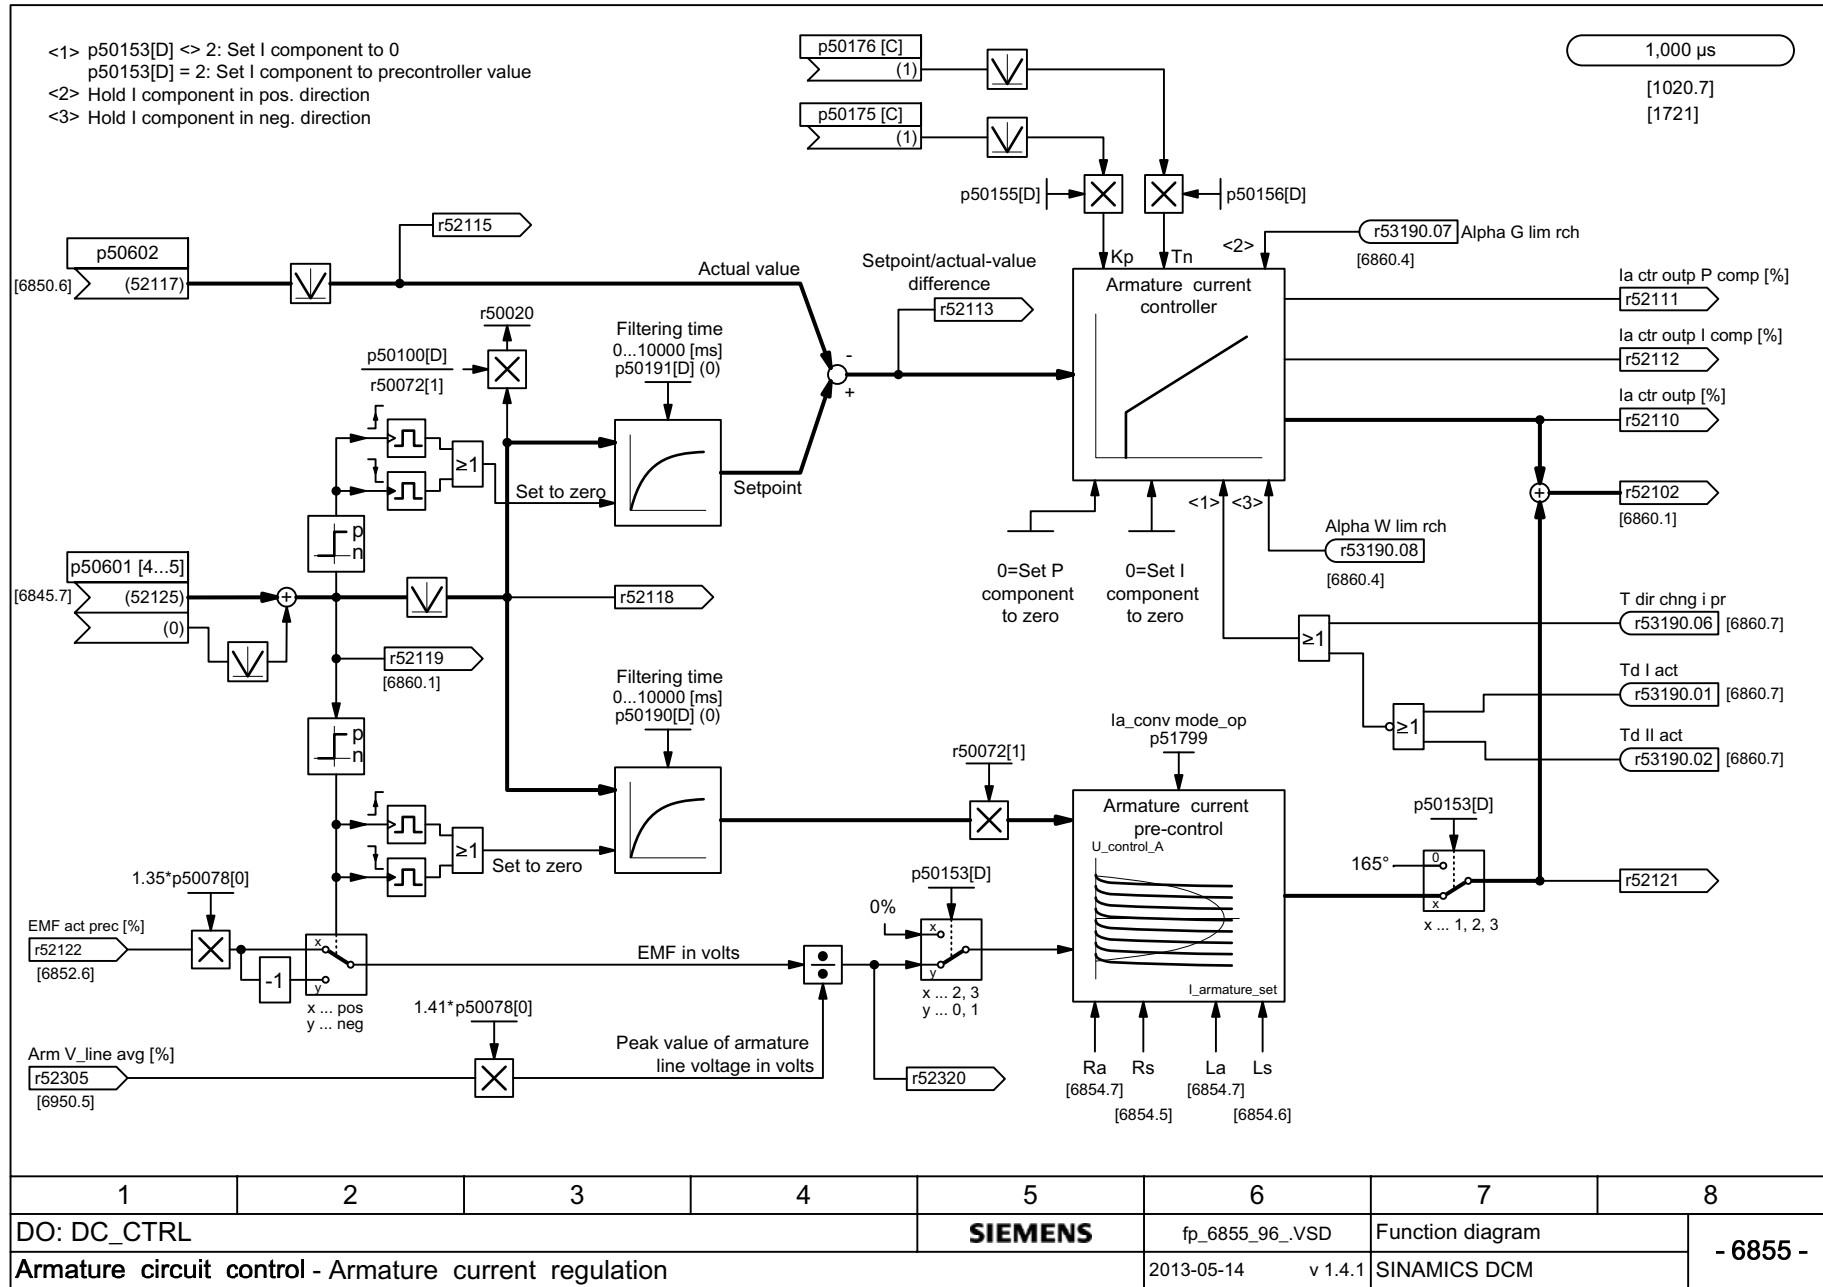 <1> p50153[D] <> 2: Set I component to 0
p50153[D] = 2: Set I component to precontroller value
<2> Hold I component in pos. direction
<3> Hold I component in neg. direction
p50176 [C]
(1)
p50175 [C]
(1)
1,000 µs
[1020.7]
[1721]
p50155[D]
p50156[D]
r52115
p50602
(52117)
[6850.6]
Actual value
Setpoint/actual-value
difference
r52113
Kp
Tn
<2>
r53190.07
Alpha G lim rch
[6860.4]
Armature current
controller
Ia ctr outp P comp [%]
r52111
Ia ctr outp I comp [%]
r52112
Ia ctr outp [%]
r52110
r50020
p50100[D]
r50072[1]
Filtering time
0...10000 [ms]
p50191[D] (0)
-
+
≥1
Set to zero
Setpoint
p
n
<1>
<3>
+
r52102
[6860.1]
Alpha W lim rch
r53190.08
[6860.4]
0=Set P
component
to zero
0=Set I
component
to zero
p50601 [4...5]
[6845.7]
(52125)
(0)
+
r52118
r52119
[6860.1]
≥1
T dir chng i pr
r53190.06
[6860.7]
Td I act
r53190.01
[6860.7]
≥1
Td II act
r53190.02
[6860.7]
Filtering time
0...10000 [ms]
p50190[D] (0)
p
n
r50072[1]
Ia_conv mode_op
p51799
Armature current
pre-control
U_control_A
I_armature_set
p50153[D]
165°
0
x
x ... 1, 2, 3
r52121
≥1
Set to zero
1.35*p50078[0]
EMF act prec [%]
r52122
[6852.6]
-1
x
y
x ... pos
y ... neg
EMF in volts
p50153[D]
0%
x
y
x ... 2, 3
y ... 0, 1
1.41*p50078[0]
Arm V_line avg [%]
r52305
[6950.5]
Peak value of armature
line voltage in volts
r52320
Ra
Rs
La
Ls
[6854.7]
[6854.5]
[6854.7]
[6854.6]
1 2 3 4 5 6 7 8
DO: DC_CTRL
SIEMENS
fp_6855_96_.VSD
Function diagram
- 6855 -
Armature circuit control - Armature current regulation
2013-05-14
v 1.4.1
SINAMICS DCM